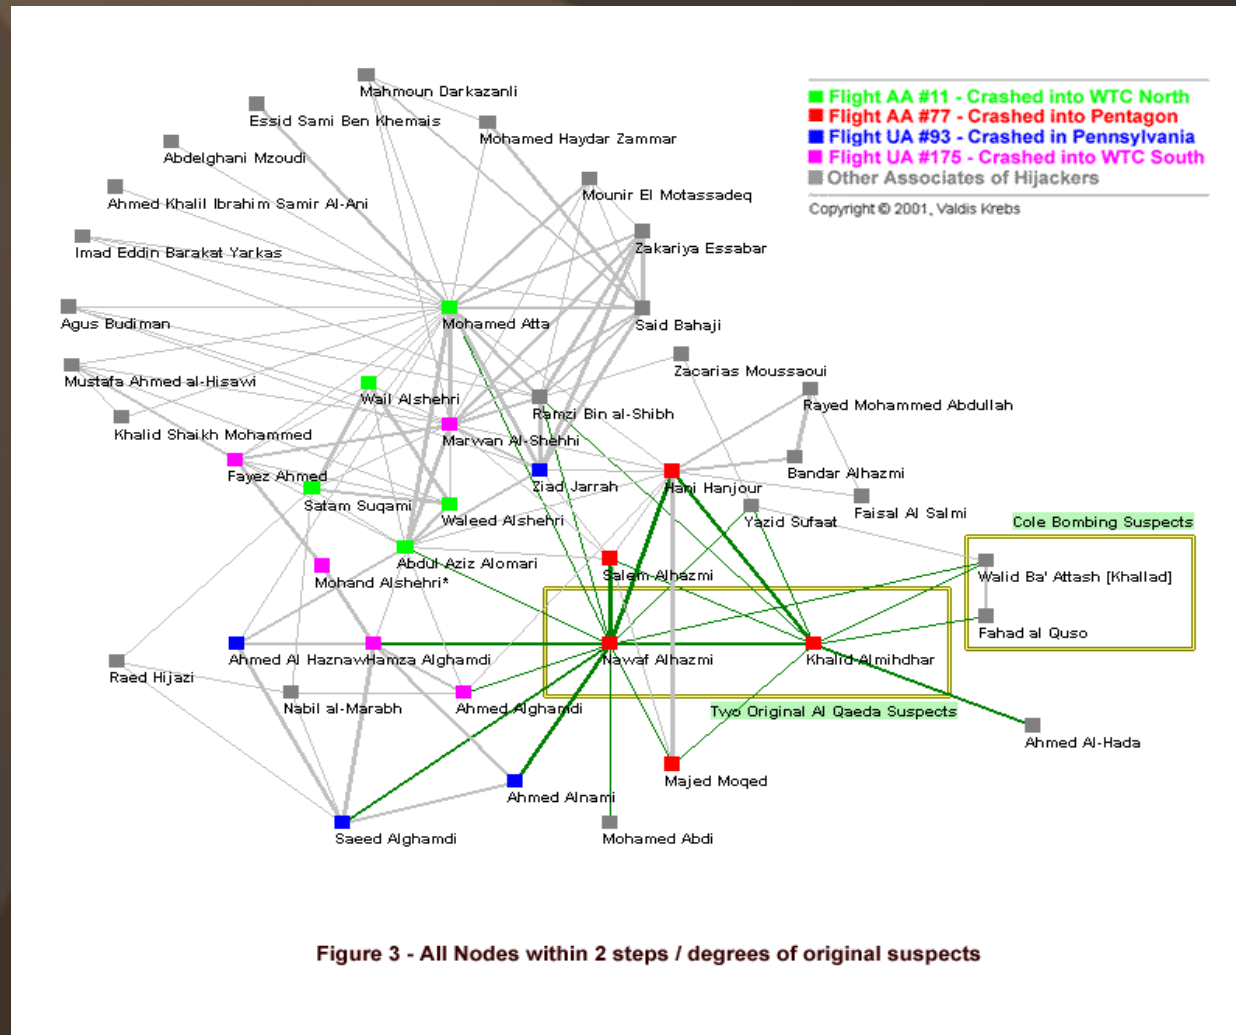 Mahmoun Darkazanli
Essid Sami Ben Khemais
Mohamed Haydar Zammar
Abdelghani Mzoudi
Mounir El Motassadeq
Ahmed Khalil Ibrahim Samir Al-Ani
Zakariya Essabar
Imad Eddin Barakat Yarkas
Agus Budiman
Mohamed Atta
Said Bahaji
Zacarias Moussaoui
Mustafa Ahmed al-Hisawi
Wail Alshehri
Ramzi Bin al-Shibh
Rayed Mohammed Abdullah
Khalid Shaikh Mohammed
Marwan Al-Shehhi
Fayez Ahmed
Ziad Jarrah
Hani Hanjour
Bandar Alhazmi
Satam Suqami
Waleed Alshehri
Yazid Sufaat
Faisal Al Salmi
Abdul Aziz Alomari
Mohand Alshehri*
Salem Alhazmi
Cole Bombing Suspects
Walid Ba' Attash [Khallad]
Fahad al Quso
Ahmed Al Haznawi
Hamza Alghamdi
Nawaf Alhazmi
Khalid Almihdhar
Raed Hijazi
Nabil al-Marabh
Ahmed Alghamdi
Twyo Original Al Qaeda Suspects
Ahmed Al-Hada
Majed Moqed
Ahmed Alnami
Saeed Alghamdi
Mohamed Abdi
Flight AA #11 - Crashed into WTC North
Flight AA #77 - Crashed into Pentagon
Flight UA #93 - Crashed in Pennsylvania
Flight UA #175 - Crashed into WTC South
Other Associates of Hijackers
Copyright © 2001, Valdis Krebs
Figure 3 - All Nodes within 2 steps / degrees of original suspects